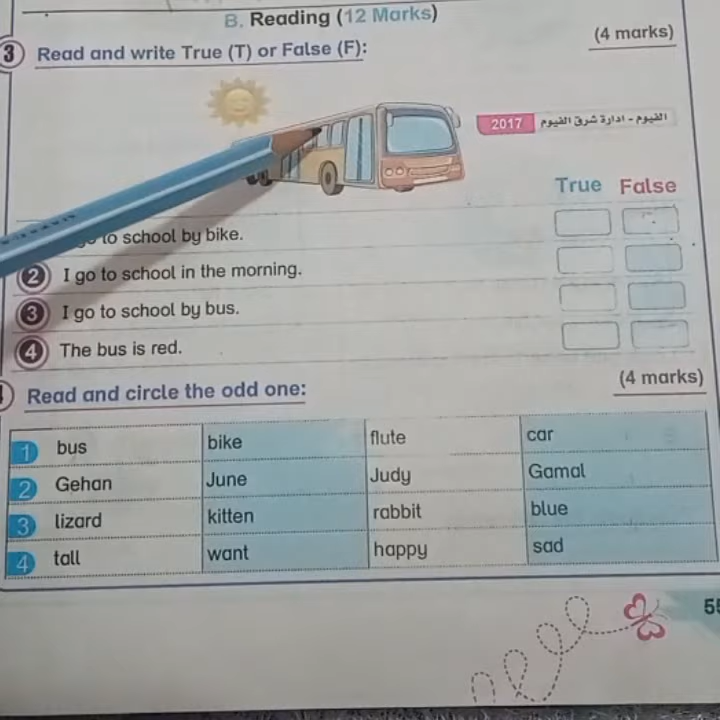 B. Reading (12 Marks)
3 Read and write True (T) or False (F): (4 marks)
2017 الفيوم - ادارة شرق الفيوم
True False
to school by bike.
2 I go to school in the morning.
3 I go to school by bus.
4 The bus is red.
Read and circle the odd one: (4 marks)
1 bus bike flute car
2 Gehan June Judy Gamal
3 lizard kitten rabbit blue
4 tall want happy sad